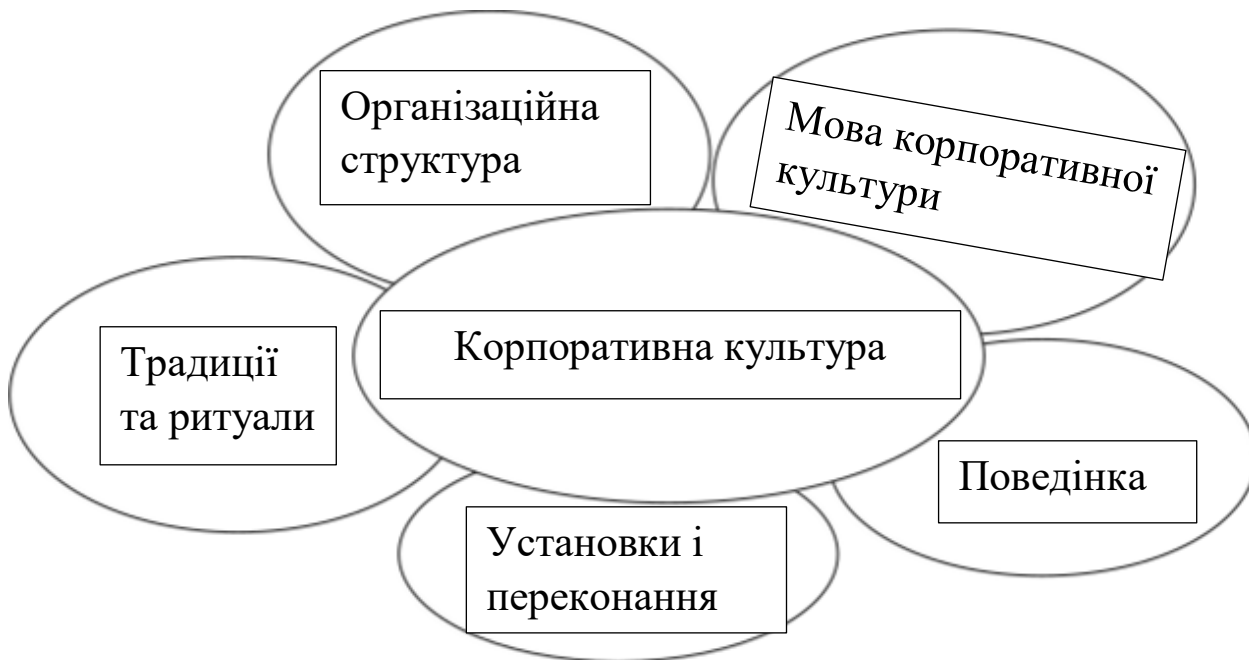 Організаційна
структура
Мова корпоративної
культури
Традиції
та ритуали
Корпоративна культура
Поведінка
Установки і
переконання